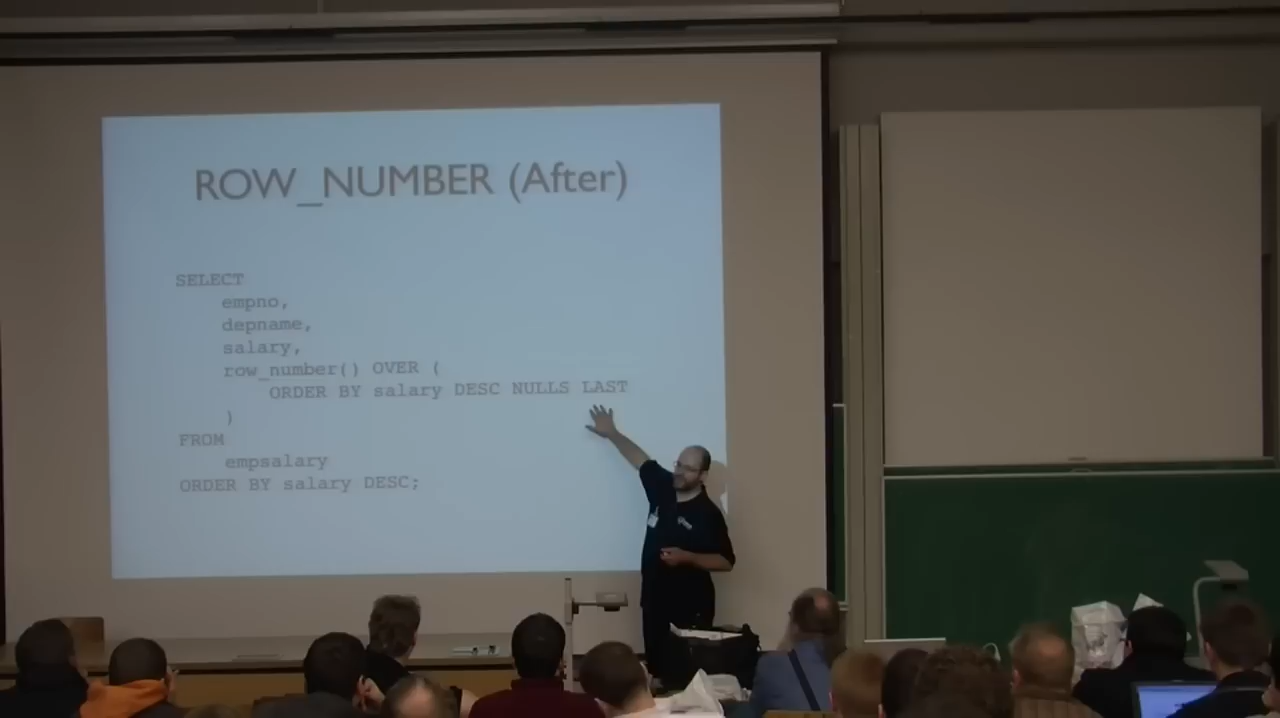 ROW_NUMBER (After)
SELECT
empno,
depname,
salary,
row_number() OVER (
ORDER BY salary DESC NULLS LAST
)
FROM
empsalary
ORDER BY salary DESC;